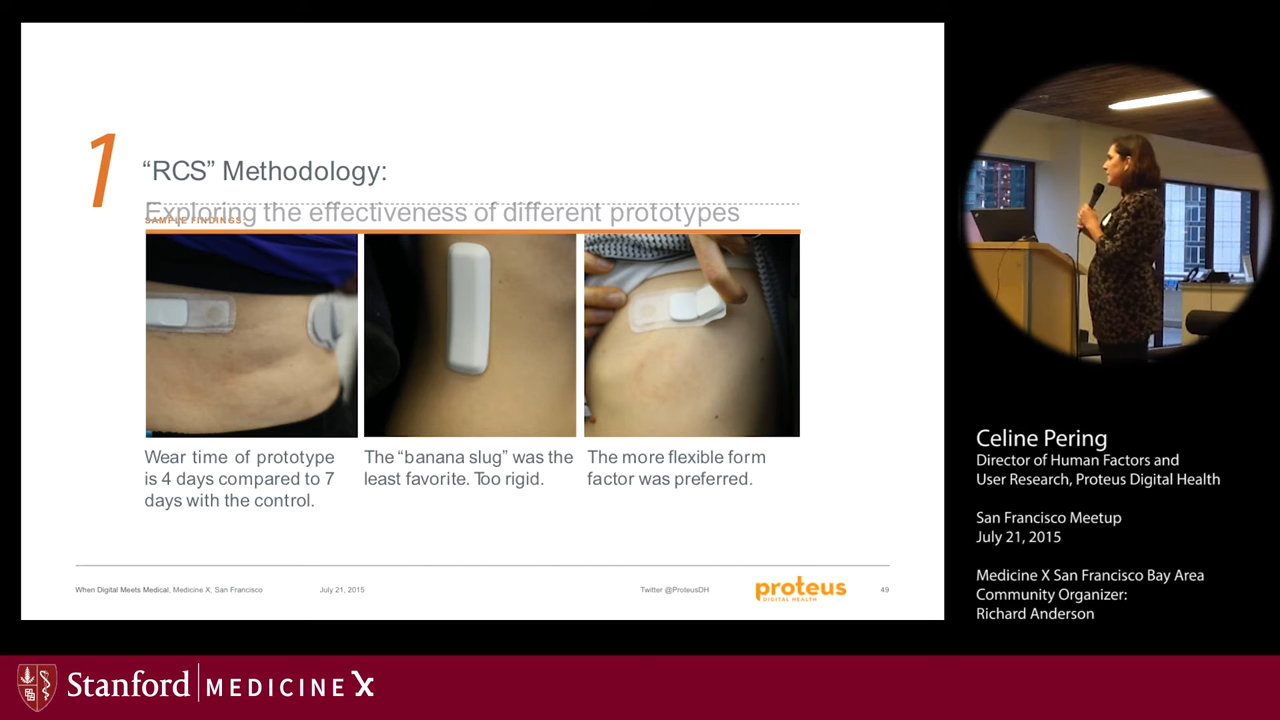 1
“RCS” Methodology:
Exploring the effectiveness of different prototypes
SAMPLE FINDINGS:
Wear time of prototype
is 4 days compared to 7
days with the control.
The “banana slug” was the
least favorite. Too rigid.
The more flexible form
factor was preferred.
When Digital Meets Medical, Medicine X, San Francisco
July 21, 2015
Twitter @ProteusDH
proteus
DIGITAL HEALTH
49
Celine Pering
Director of Human Factors and
User Research, Proteus Digital Health
San Francisco Meetup
July 21, 2015
Medicine X San Francisco Bay Area
Community Organizer:
Richard Anderson
Stanford MEDICINE X